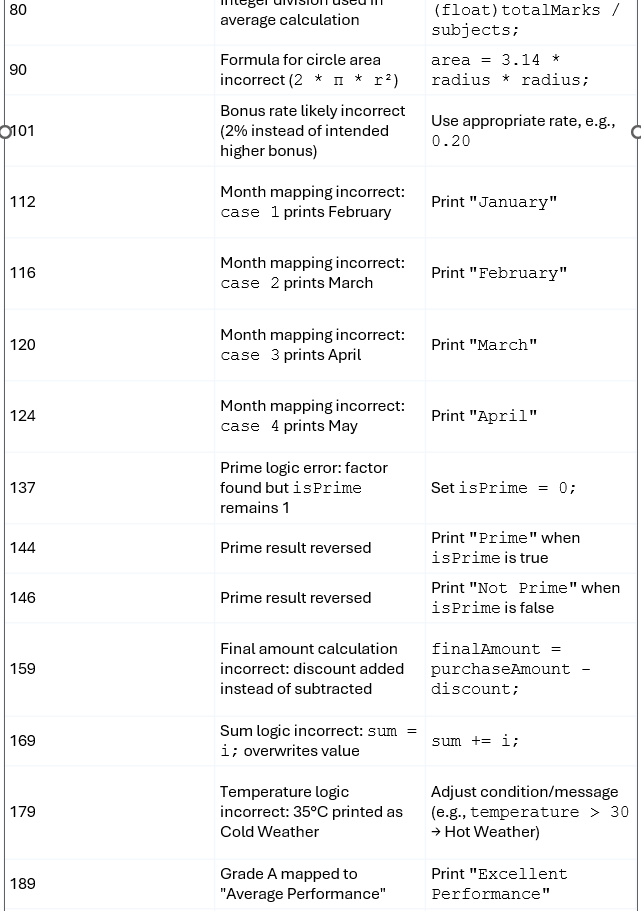 Integer division used in
80
average calculation
(float)totalMarks /
subjects;
90
Formula for circle area
incorrect (2 * π * r²)
area = 3.14 *
radius * radius;
101
Bonus rate likely incorrect
(2% instead of intended
higher bonus)
Use appropriate rate, e.g.,
0.20
112
Month mapping incorrect:
case 1 prints February
Print "January"
116
Month mapping incorrect:
case 2 prints March
Print "February"
120
Month mapping incorrect:
case 3 prints April
Print "March"
124
Month mapping incorrect:
case 4 prints May
Print "April"
137
Prime logic error: factor
found but isPrime
remains 1
Set isPrime = 0;
144
Prime result reversed
Print "Prime" when
isPrime is true
146
Prime result reversed
Print "Not Prime" when
isPrime is false
159
Final amount calculation
incorrect: discount added
instead of subtracted
finalAmount =
purchaseAmount -
discount;
169
Sum logic incorrect: sum =
i; overwrites value
sum += i;
179
Temperature logic
incorrect: 35°C printed as
Cold Weather
Adjust condition/message
(e.g., temperature > 30
→ Hot Weather)
189
Grade A mapped to
"Average Performance"
Print "Excellent
Performance"